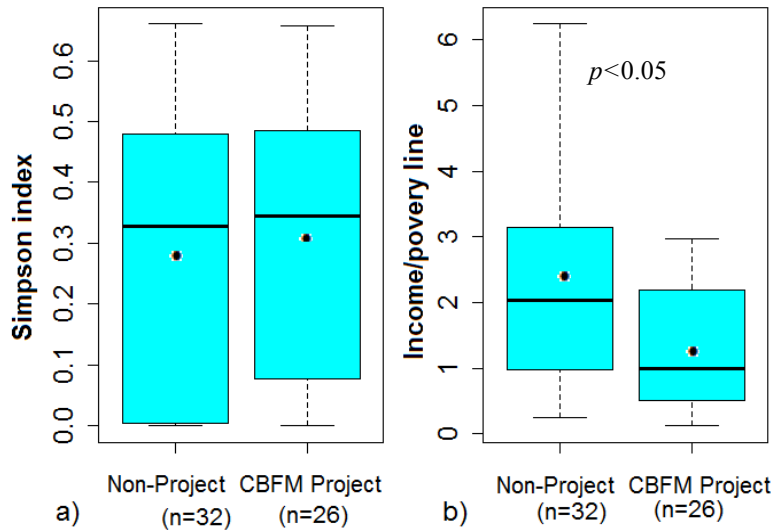 Simpson index
0.0 0.1 0.2 0.3 0.4 0.5 0.6
Non-Project CBFM Project
(n=32) (n=26)
a)
Income/povery line
0 1 2 3 4 5 6
p<0.05
Non-Project CBFM Project
(n=32) (n=26)
b)